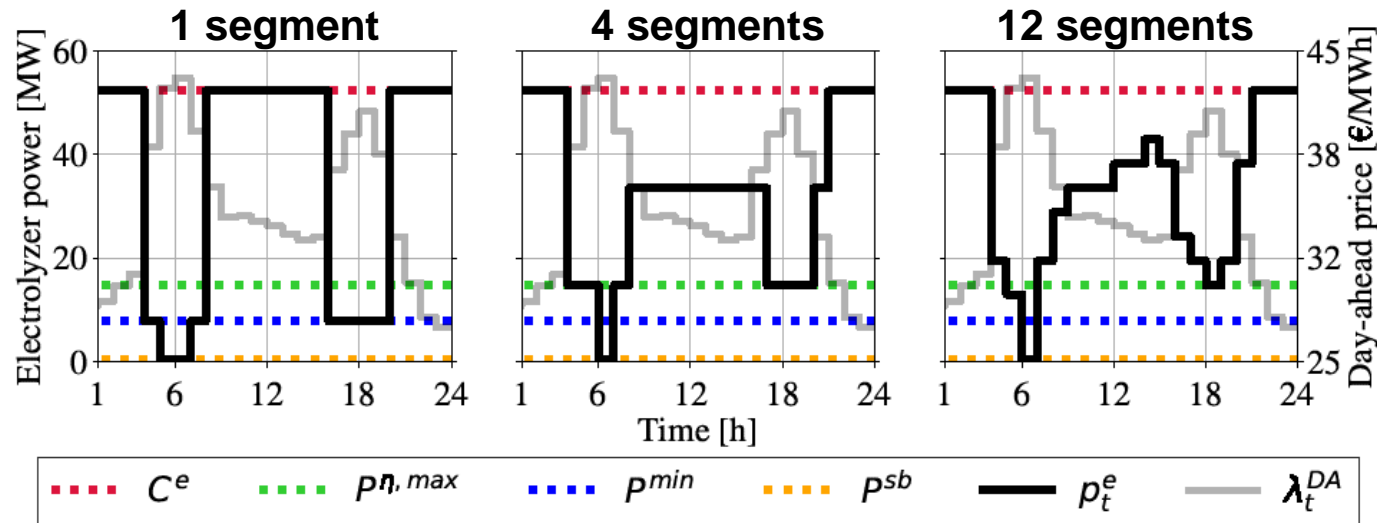 1 segment 4 segments 12 segments
Electrolyzer power [MW]
60
40
20
0
1 6 12 18 24
1 6 12 18 24
1 6 12 18 24
45
38
32
25
Day-ahead price [€/MWh]
Time [h]
C^e P^{η, max} P^{min} P^{sb} p_t^e λ_t^{DA}